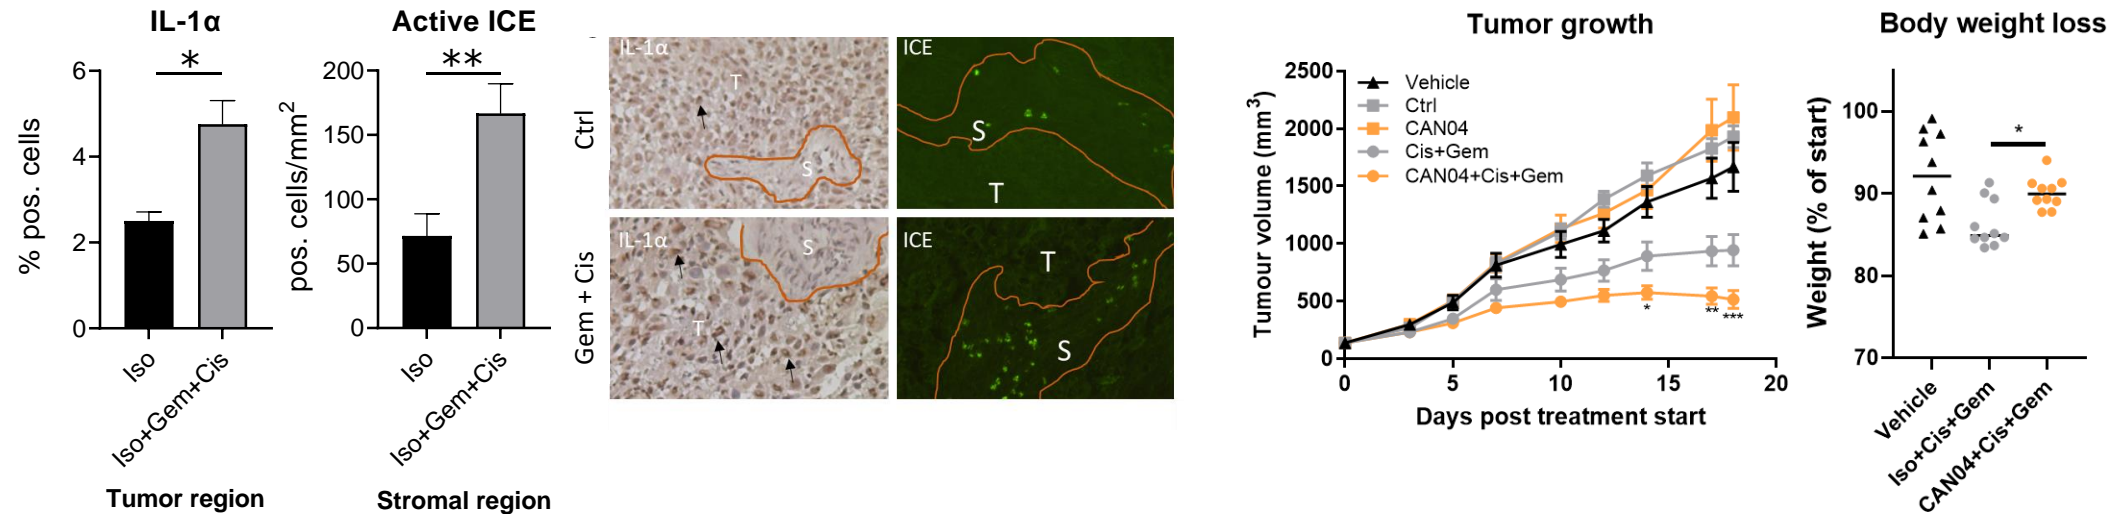 IL-1α
*
% pos. cells
6
4
2
0
Iso
Iso+Gem+Cis
Tumor region
Active ICE
**
pos. cells/mm²
200
150
100
50
0
Iso
Iso+Gem+Cis
Stromal region
Ctrl
IL-1α
T
S
ICE
S
T
Gem + Cis
IL-1α
S
T
ICE
T
S
Tumor growth
Tumour volume (mm³)
2500
2000
1500
1000
500
0
Vehicle
Ctrl
CAN04
Cis+Gem
CAN04+Cis+Gem
*
**
***
0
5
10
15
20
Days post treatment start
Body weight loss
Weight (% of start)
100
90
80
70
*
Vehicle
Iso+Cis+Gem
CAN04+Cis+Gem